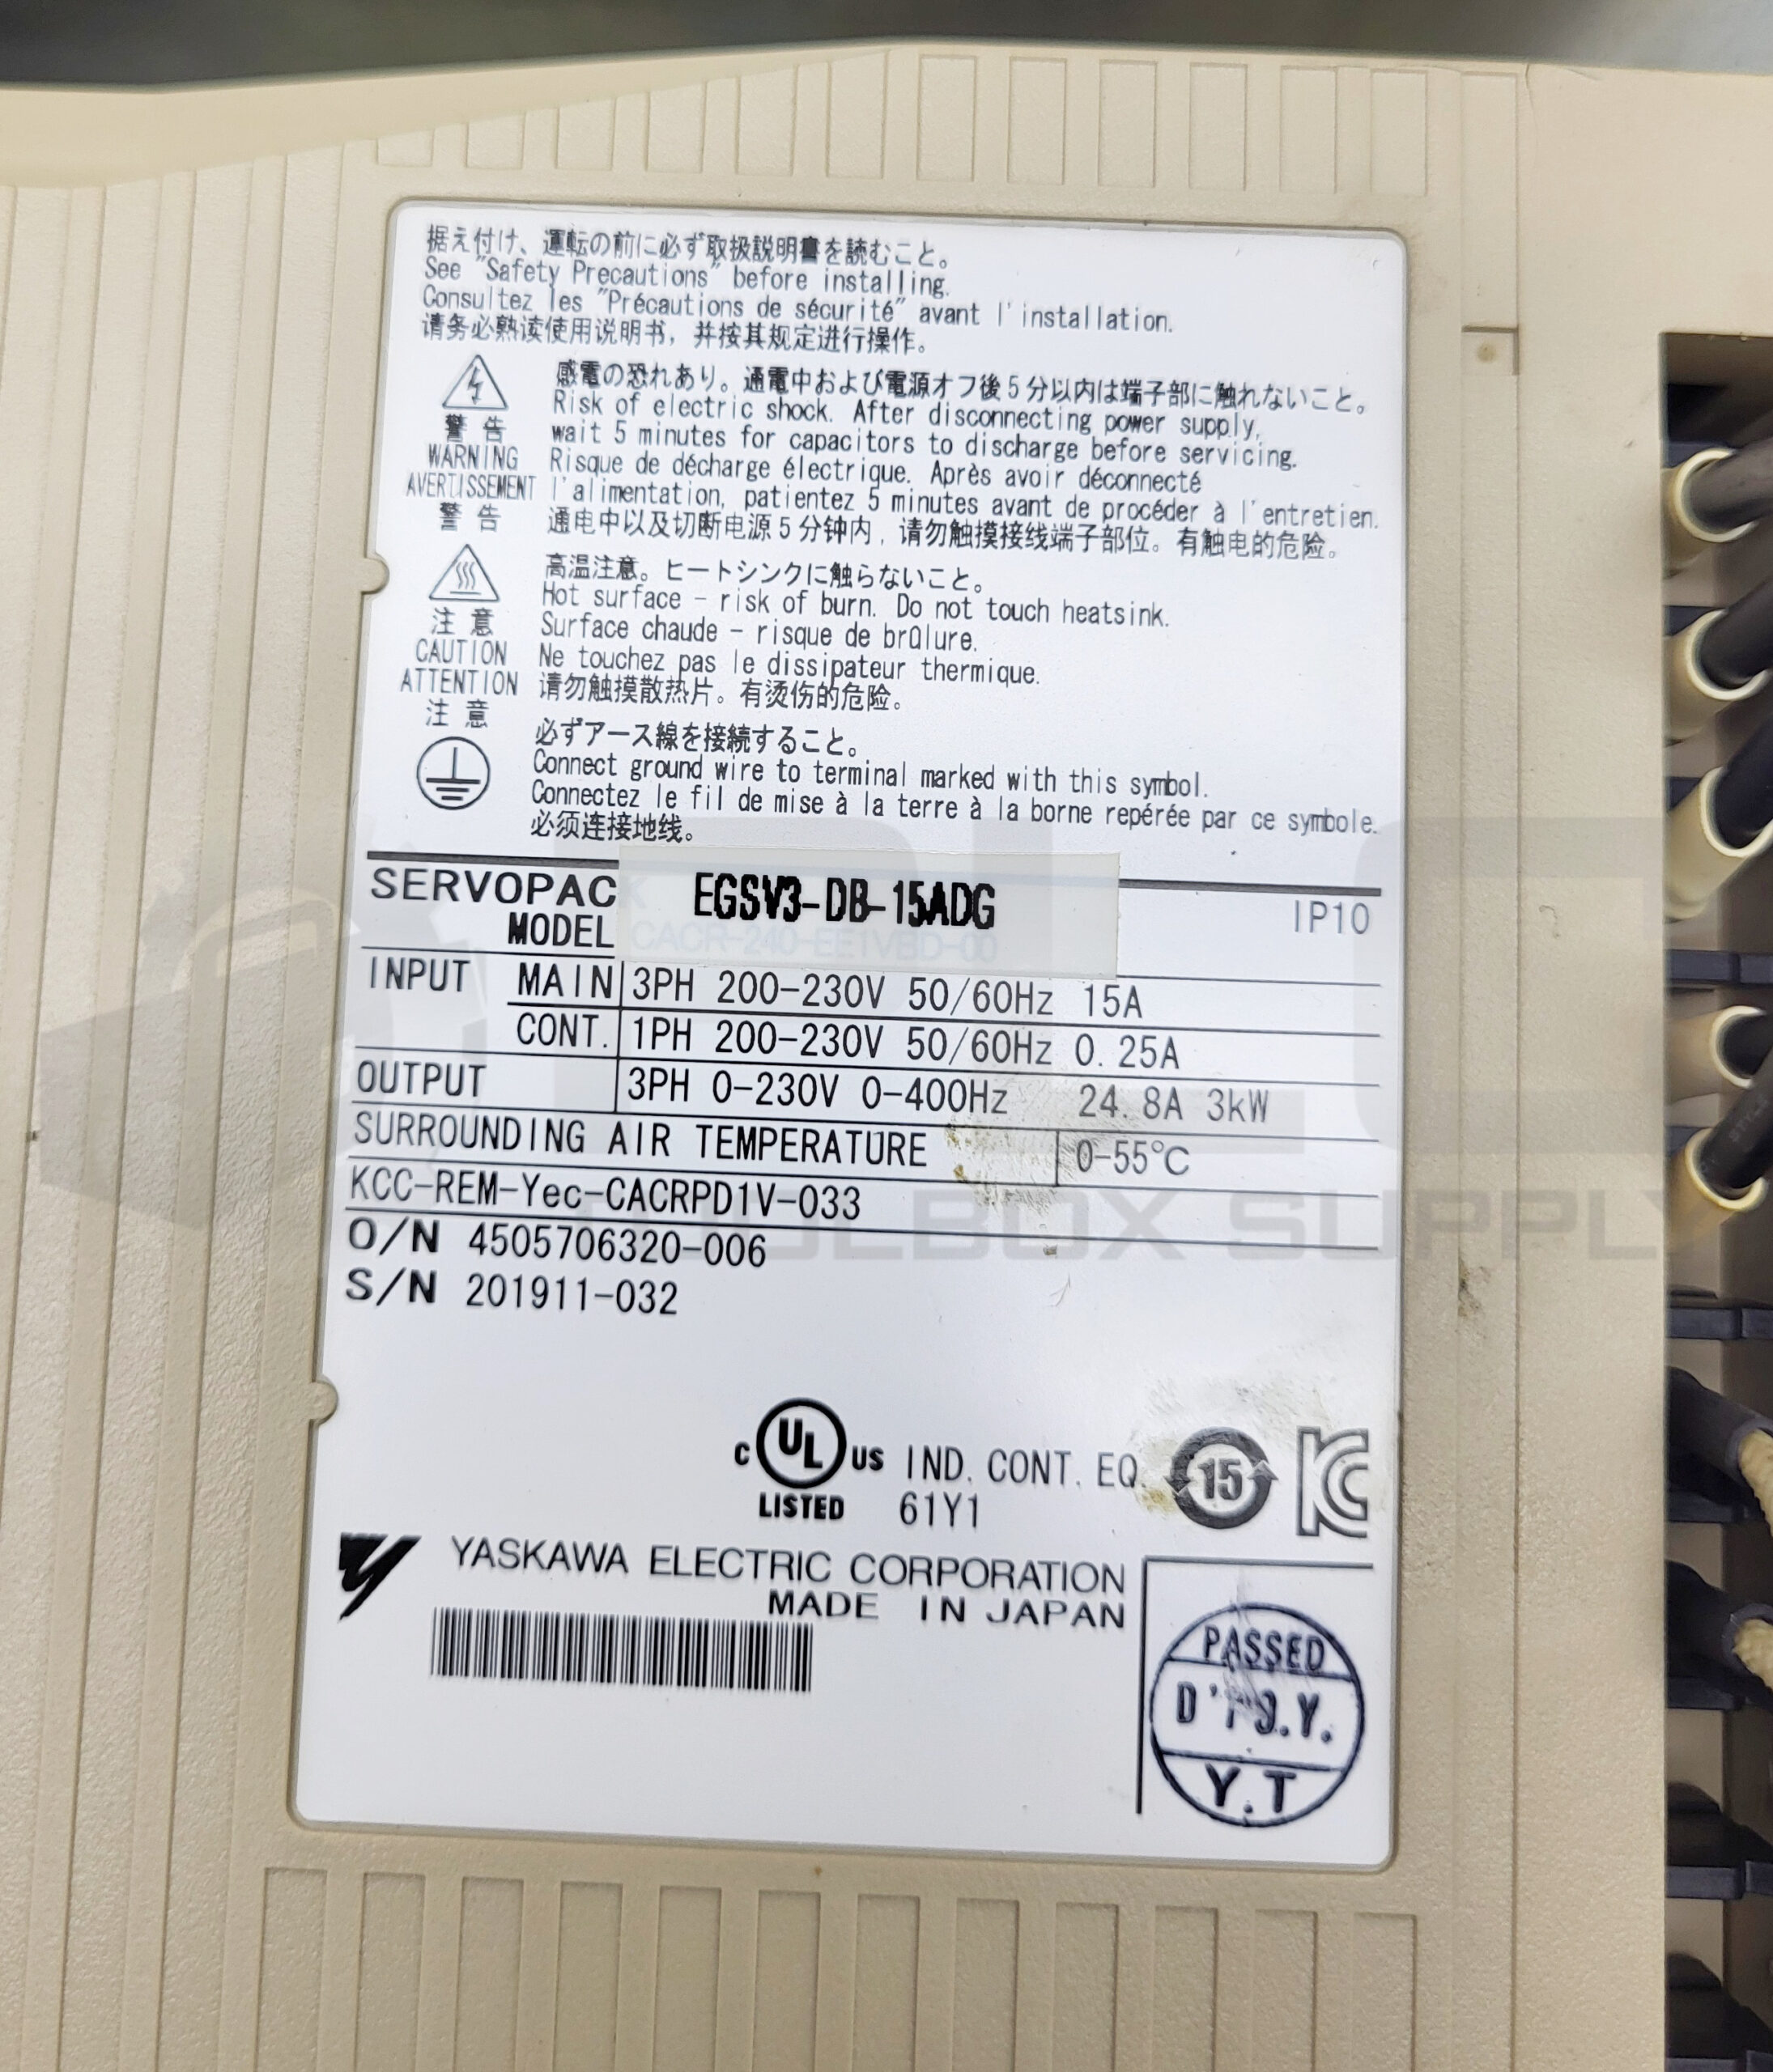 据え付け、運転の前に必ず取扱説明書を読むこと。
See "Safety Precautions" before installing.
Consultez les "Précautions de sécurité" avant l'installation.
请务必熟读使用说明书，并按其规定进行操作。
警 告
WARNING
AVERTISSEMENT
警 告
感電の恐れあり。通電中および電源オフ後5分以内は端子部に触れないこと。
Risk of electric shock. After disconnecting power supply,
wait 5 minutes for capacitors to discharge before servicing.
Risque de décharge électrique. Après avoir déconnecté
l'alimentation, patientez 5 minutes avant de procéder à l'entretien.
通电中以及切断电源5分钟内，请勿触摸接线端子部位。有触电的危险。
注 意
CAUTION
ATTENTION
注 意
高温注意。ヒートシンクに触らないこと。
Hot surface - risk of burn. Do not touch heatsink.
Surface chaude - risque de brûlure.
Ne touchez pas le dissipateur thermique.
请勿触摸散热片。有烫伤的危险。
必ずアース線を接続すること。
Connect ground wire to terminal marked with this symbol.
Connectez le fil de mise à la terre à la borne repérée par ce symbole.
必须连接地线。
SERVOPACK EGSV3-DB-15ADG IP10
MODEL CACR-240-EE1VBD-00
INPUT MAIN 3PH 200-230V 50/60Hz 15A
CONT. 1PH 200-230V 50/60Hz 0.25A
OUTPUT 3PH 0-230V 0-400Hz 24.8A 3kW
SURROUNDING AIR TEMPERATURE 0-55℃
KCC-REM-Yec-CACRPD1V-033
O/N 4505706320-006
S/N 201911-032
C UL US IND. CONT. EQ. 15 KC
LISTED 61Y1
YASKAWA ELECTRIC CORPORATION
MADE IN JAPAN
PASSED
Y.T
PLC
TOOLBOX SUPPLY